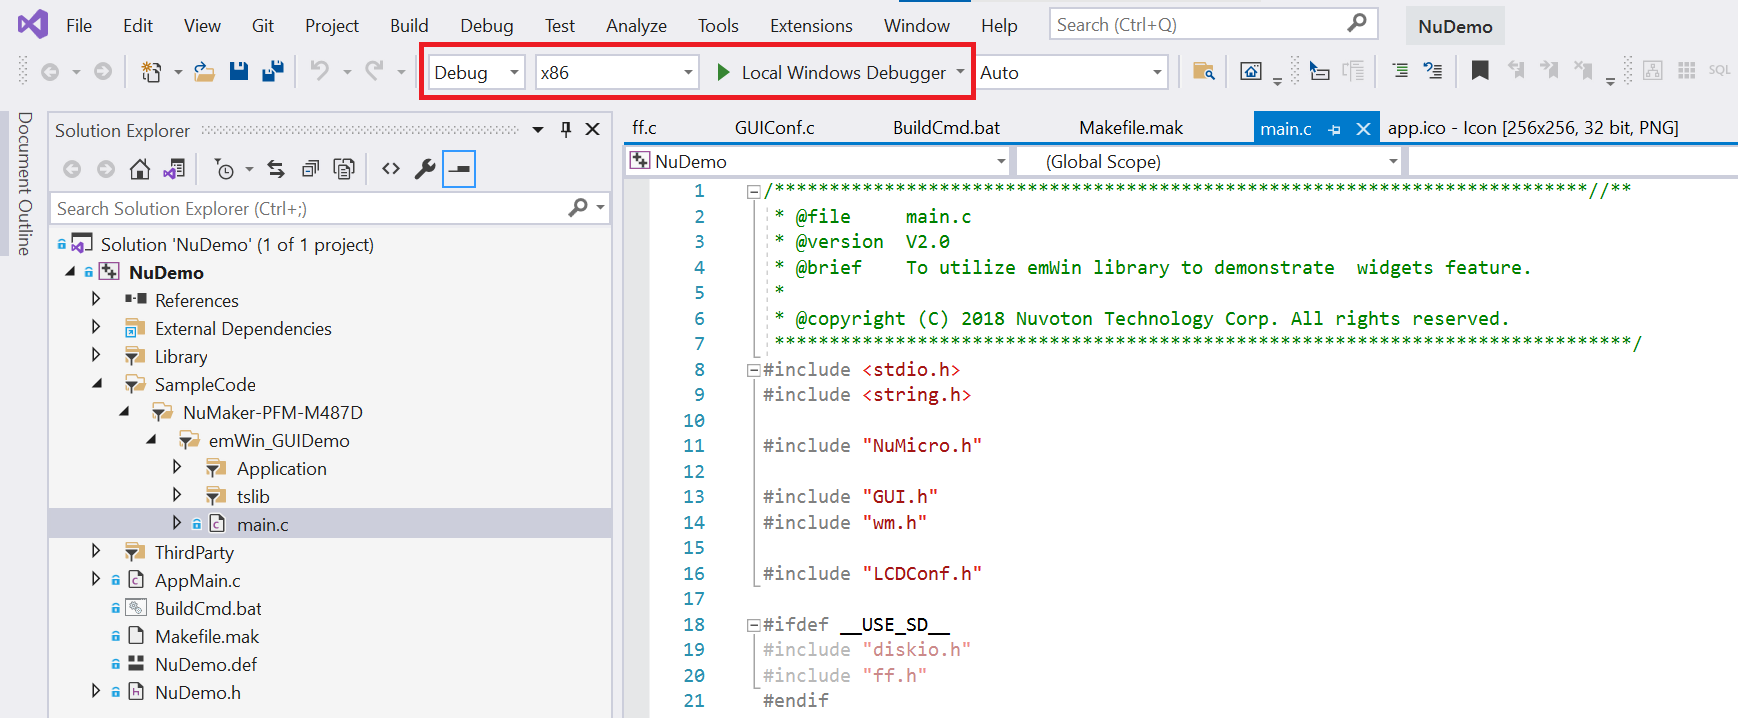 File Edit View Git Project Build Debug Test Analyze Tools Extensions Window Help Search (Ctrl+Q) NuDemo
Debug x86 Local Windows Debugger Auto SQL
Document Outline
Solution Explorer
Search Solution Explorer (Ctrl+;)
Solution 'NuDemo' (1 of 1 project)
NuDemo
References
External Dependencies
Library
SampleCode
NuMaker-PFM-M487D
emWin_GUIDemo
Application
tslib
main.c
ThirdParty
AppMain.c
BuildCmd.bat
Makefile.mak
NuDemo.def
NuDemo.h
ff.c GUIConf.c BuildCmd.bat Makefile.mak main.c app.ico - Icon [256x256, 32 bit, PNG]
NuDemo (Global Scope)
1 /***************************************************************************//**
2 * @file main.c
3 * @version V2.0
4 * @brief To utilize emWin library to demonstrate  widgets feature.
5 *
6 * @copyright (C) 2018 Nuvoton Technology Corp. All rights reserved.
7 *******************************************************************************/
8 #include <stdio.h>
9 #include <string.h>
10
11 #include "NuMicro.h"
12
13 #include "GUI.h"
14 #include "wm.h"
15
16 #include "LCDConf.h"
17
18 #ifdef __USE_SD__
19 #include "diskio.h"
20 #include "ff.h"
21 #endif